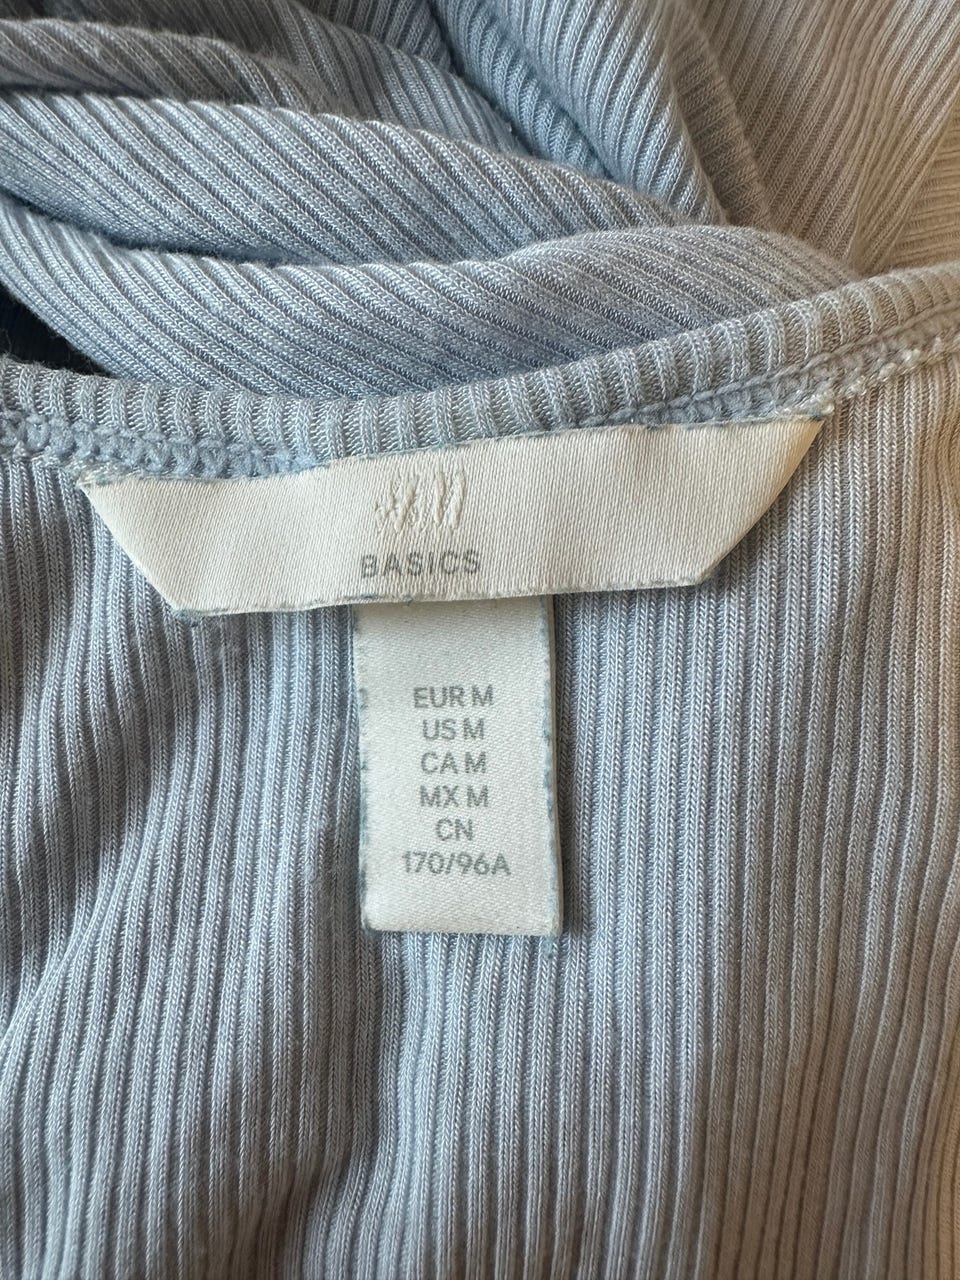 H&M
BASICS
EUR M
US M
CA M
MX M
CN
170/96A